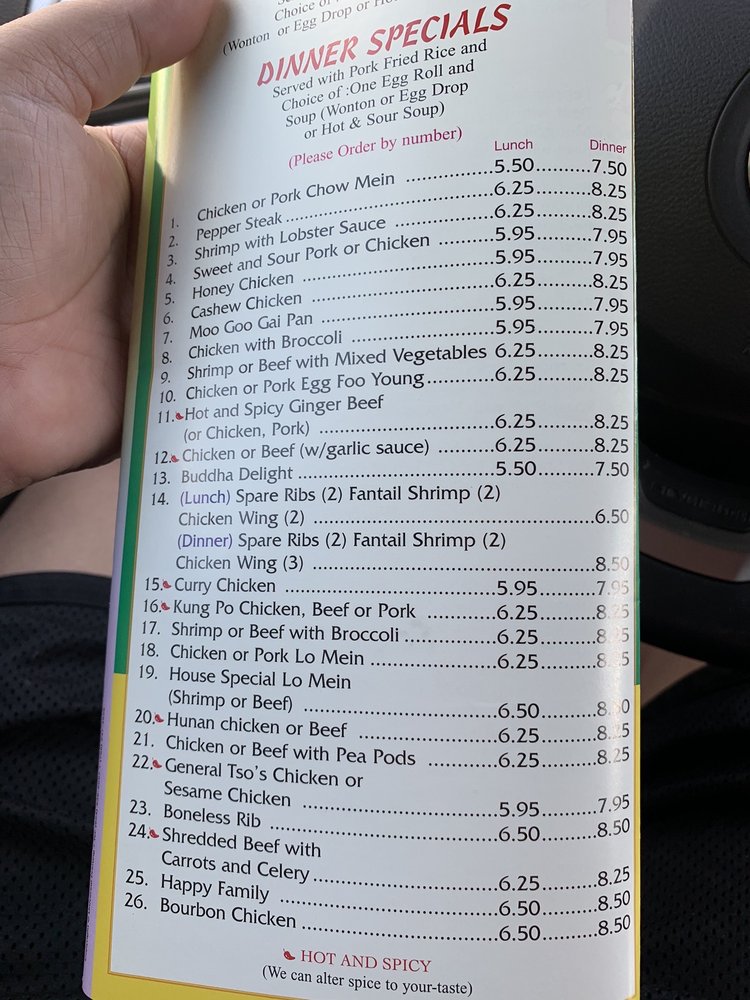 Choice of
(Wonton or Egg Drop or Ho
DINNER SPECIALS
Served with Pork Fried Rice and
Choice of :One Egg Roll and
Soup (Wonton or Egg Drop
or Hot & Sour Soup)
(Please Order by number)
Lunch Dinner
1. Chicken or Pork Chow Mein ................5.50..........7.50
2. Pepper Steak......................................6.25..........8.25
3. Shrimp with Lobster Sauce ..................6.25..........8.25
4. Sweet and Sour Pork or Chicken ..........5.95..........7.95
5. Honey Chicken ..................................5.95..........7.95
6. Cashew Chicken ................................6.25..........8.25
7. Moo Goo Gai Pan ..............................5.95..........7.95
8. Chicken with Broccoli ........................5.95..........7.95
9. Shrimp or Beef with Mixed Vegetables 6.25..........8.25
10. Chicken or Pork Egg Foo Young............6.25..........8.25
11. Hot and Spicy Ginger Beef
(or Chicken, Pork) ..............................6.25..........8.25
12. Chicken or Beef (w/garlic sauce) ..........6.25..........8.25
13. Buddha Delight ..................................5.50..........7.50
14. (Lunch) Spare Ribs (2) Fantail Shrimp (2)
Chicken Wing (2) ..................................................6.50
(Dinner) Spare Ribs (2) Fantail Shrimp (2)
Chicken Wing (3) ..................................................8.50
15. Curry Chicken ....................................5.95..........7.95
16. Kung Po Chicken, Beef or Pork ............6.25..........8.25
17. Shrimp or Beef with Broccoli ................6.25..........8.25
18. Chicken or Pork Lo Mein ....................6.25..........8.25
19. House Special Lo Mein
(Shrimp or Beef) ................................6.50..........8.50
20. Hunan chicken or Beef ......................6.25..........8.25
21. Chicken or Beef with Pea Pods ............6.25..........8.25
22. General Tso's Chicken or
Sesame Chicken ................................5.95..........7.95
23. Boneless Rib ......................................6.50..........8.50
24. Shredded Beef with
Carrots and Celery..............................6.25..........8.25
25. Happy Family ....................................6.50..........8.50
26. Bourbon Chicken ................................6.50..........8.50
HOT AND SPICY
(We can alter spice to your-taste)